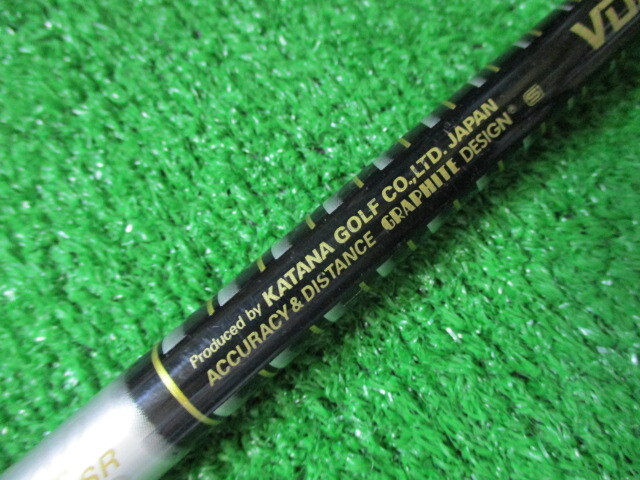 VD
Produced by KATANA GOLF CO.,LTD. JAPAN
ACCURACY & DISTANCE GRAPHITE DESIGN®
SR